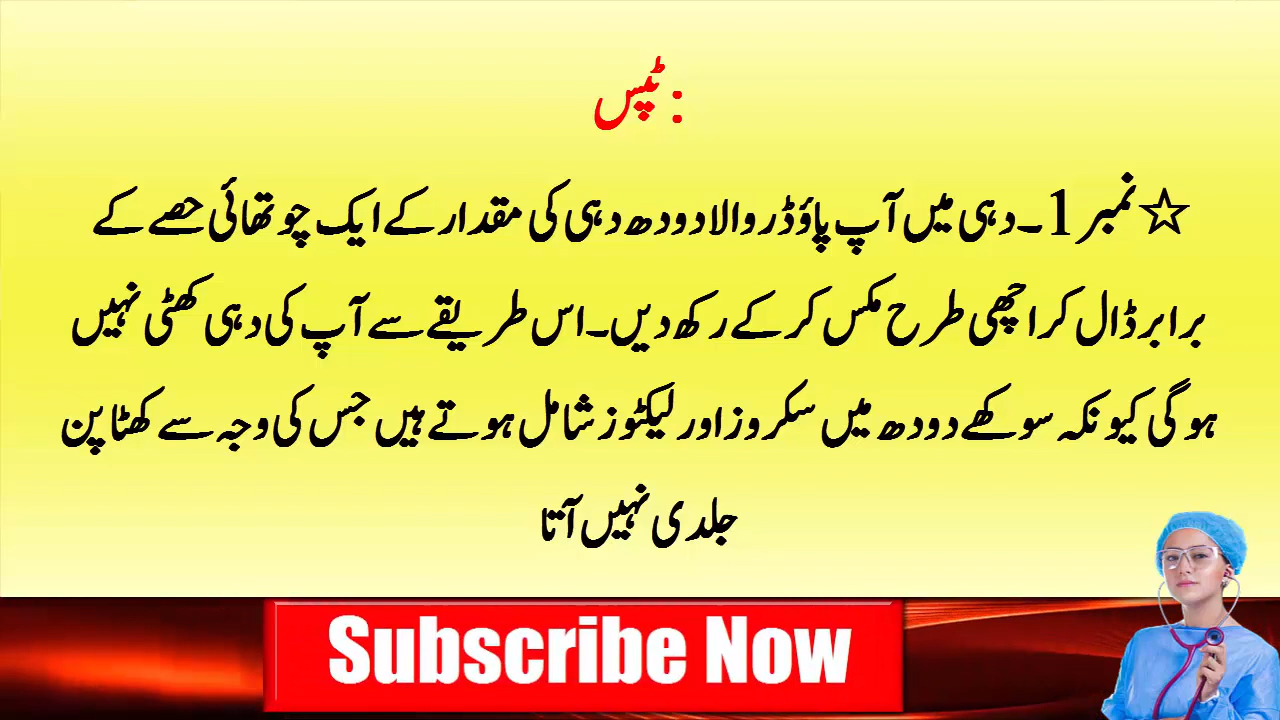 ٹپس :
☆نمبر 1۔دہی میں آپ پاؤڈر والا دودھ دہی کی مقدار کے ایک چوتھائی حصے کے
برابر ڈال کر اچھی طرح مکس کر کے رکھ دیں۔اس طریقے سے آپ کی دہی کھٹی نہیں
ہوگی کیونکہ سوکھے دودھ میں سکروز اور لیکٹوز شامل ہوتے ہیں جس کی وجہ سے کھٹا پن
جلدی نہیں آتا
Subscribe Now